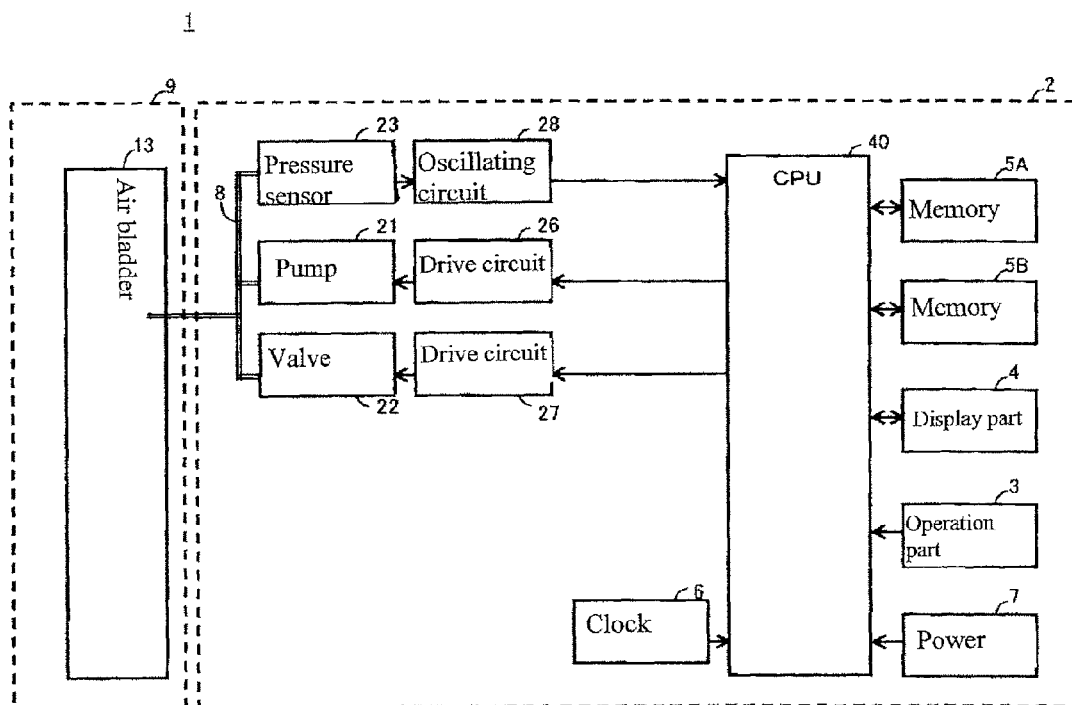 1
9
2
13
Air bladder
8
23
Pressure
sensor
28
Oscillating
circuit
21
Pump
26
Drive circuit
Valve
22
Drive circuit
27
40
CPU
5A
Memory
5B
Memory
4
Display part
3
Operation
part
6
Clock
7
Power